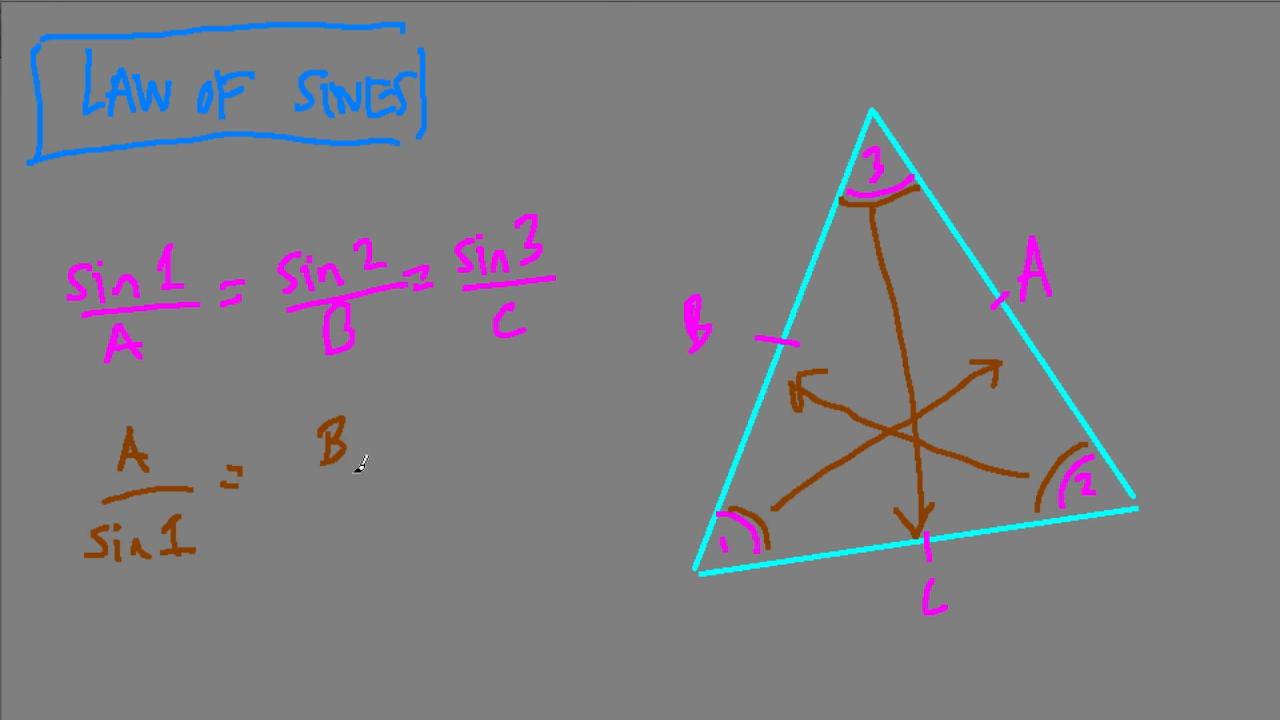 LAW OF SINES
sin 1 / A = sin 2 / B = sin 3 / C
A / sin 1 = B
3
A
B
1
2
C